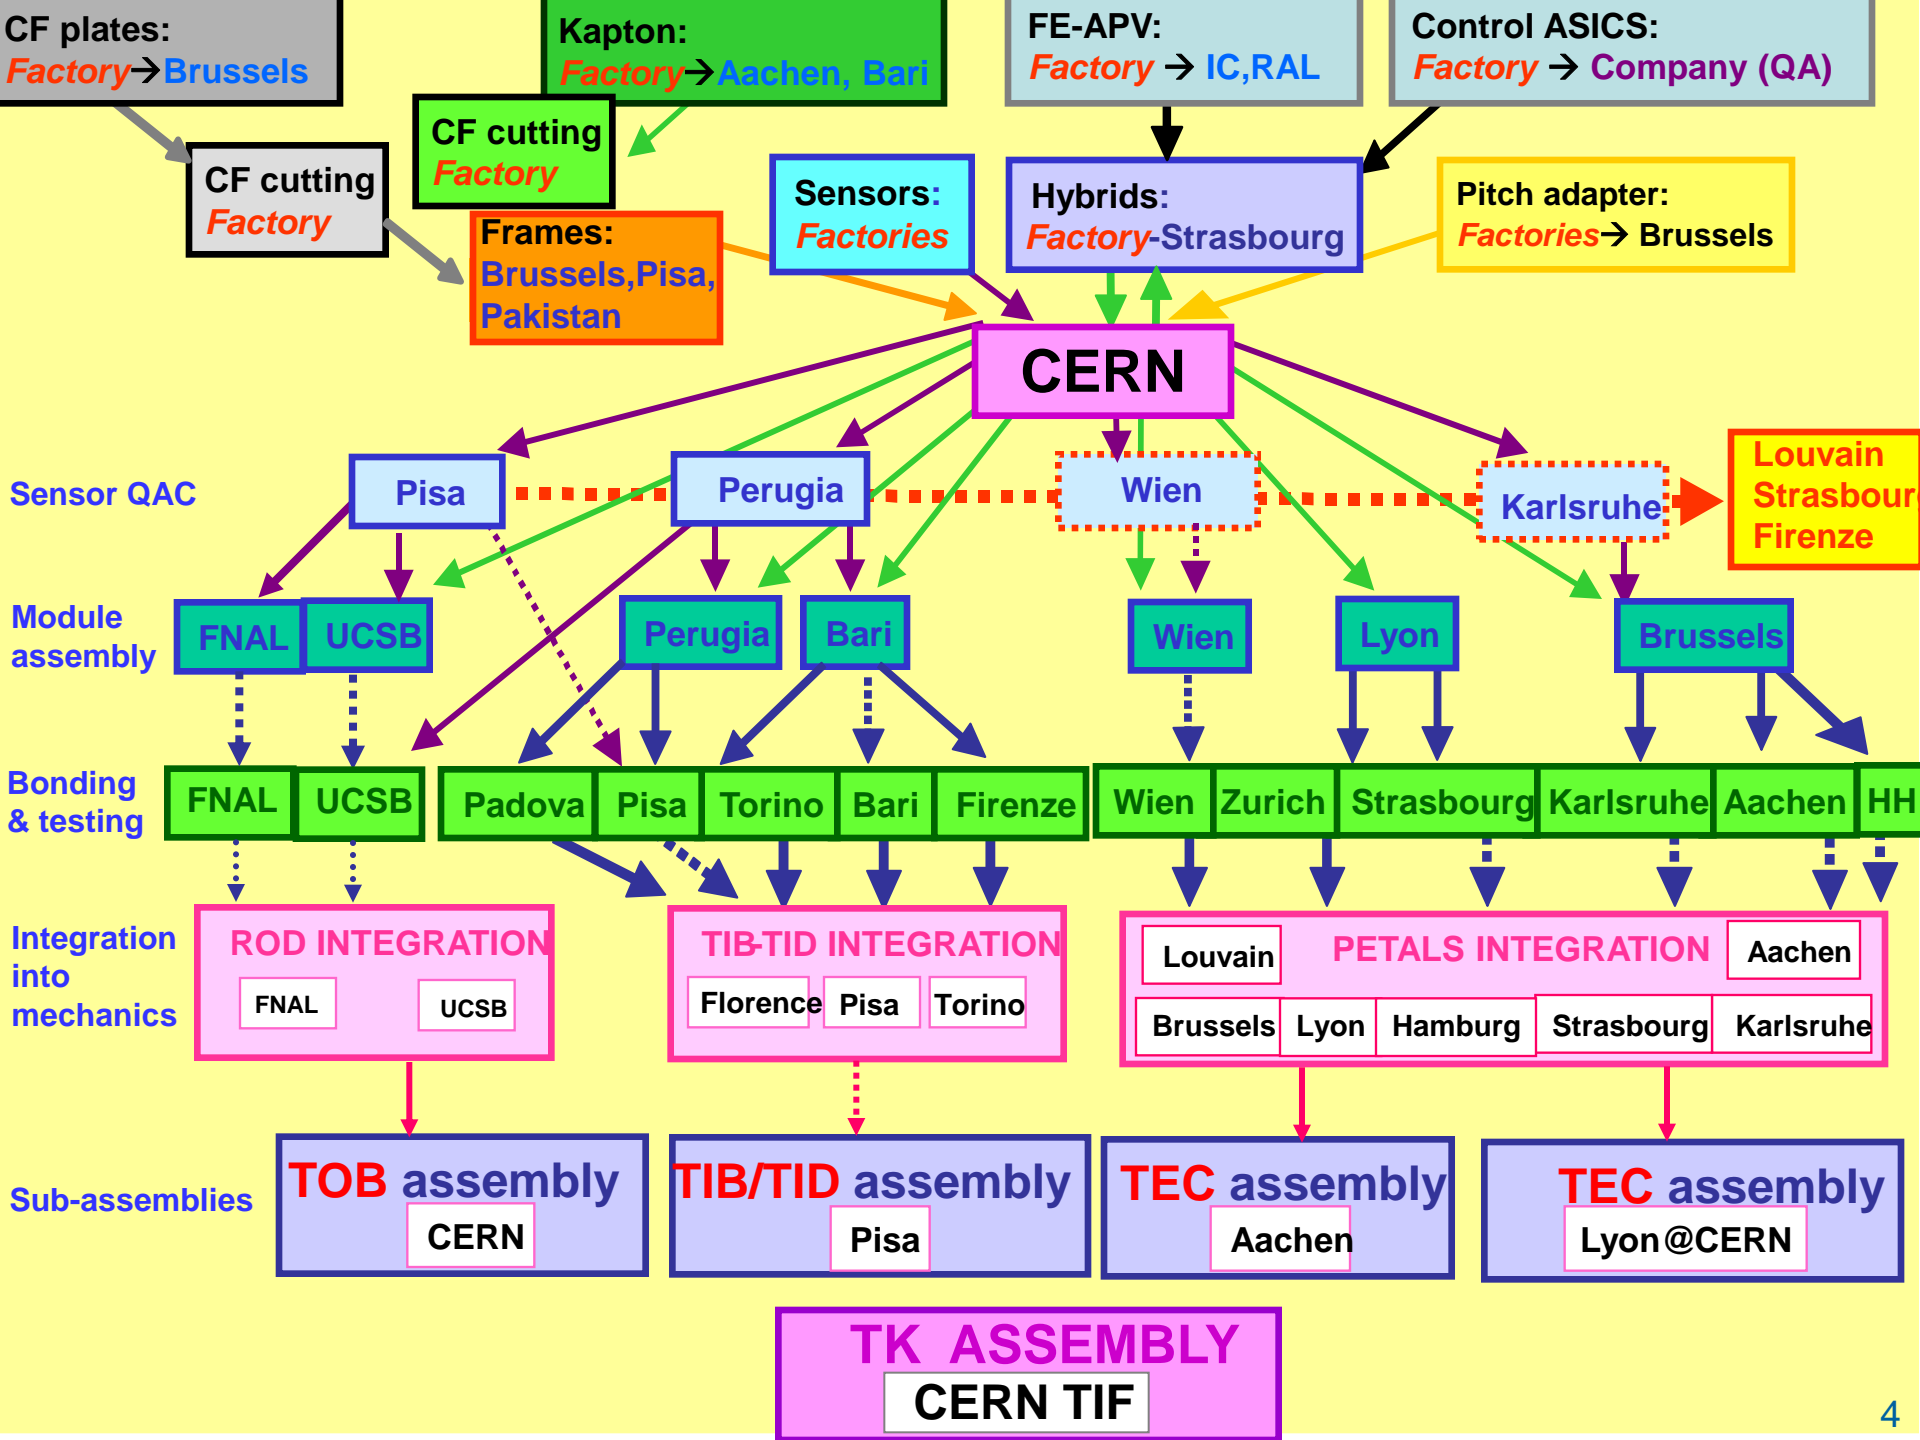 CF plates:
Factory→Brussels
Kapton:
Factory→Aachen, Bari
FE-APV:
Factory → IC,RAL
Control ASICS:
Factory → Company (QA)
CF cutting
Factory
CF cutting
Factory
Frames:
Brussels,Pisa,
Pakistan
Sensors:
Factories
Hybrids:
Factory-Strasbourg
Pitch adapter:
Factories→ Brussels
CERN
Sensor QAC
Pisa
Perugia
Wien
Karlsruhe
Louvain
Strasbourg
Firenze
Module
assembly
FNAL
UCSB
Perugia
Bari
Wien
Lyon
Brussels
Bonding
& testing
FNAL
UCSB
Padova
Pisa
Torino
Bari
Firenze
Wien
Zurich
Strasbourg
Karlsruhe
Aachen
HH
Integration
into
mechanics
ROD INTEGRATION
FNAL
UCSB
TIB-TID INTEGRATION
Florence
Pisa
Torino
PETALS INTEGRATION
Louvain
Aachen
Brussels
Lyon
Hamburg
Strasbourg
Karlsruhe
Sub-assemblies
TOB assembly
CERN
TIB/TID assembly
Pisa
TEC assembly
Aachen
TEC assembly
Lyon@CERN
TK ASSEMBLY
CERN TIF
4